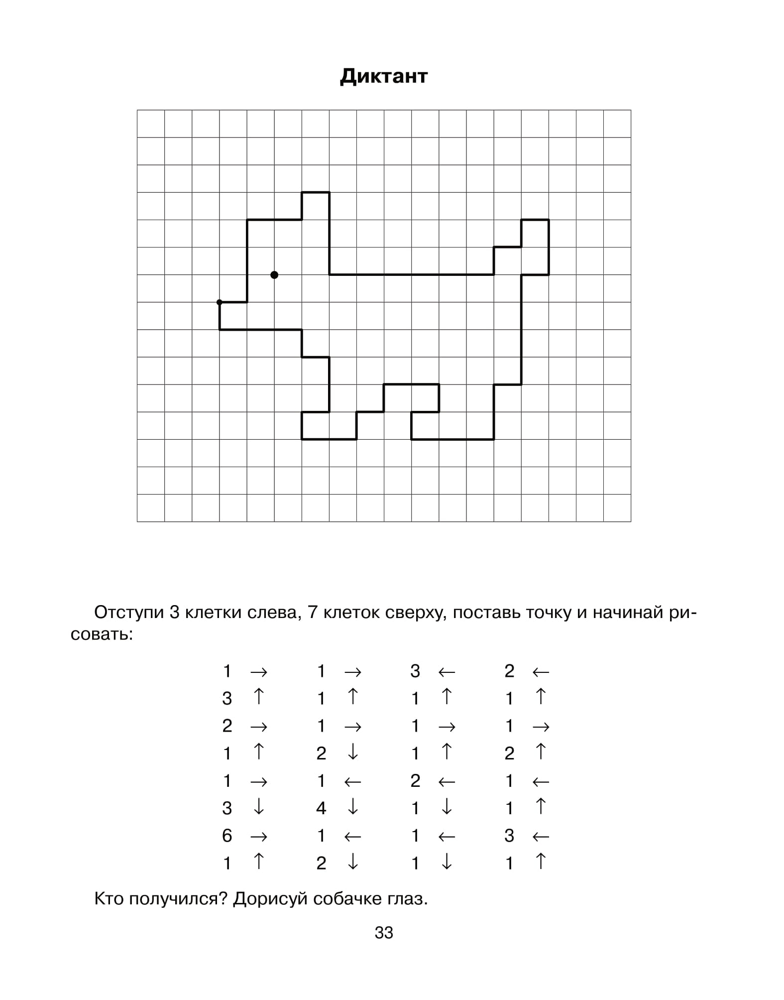 Диктант
Отступи 3 клетки слева, 7 клеток сверху, поставь точку и начинай ри-
совать:
1 → 1 → 3 ← 2 ←
3 ↑ 1 ↑ 1 ↑ 1 ↑
2 → 1 → 1 → 1 →
1 ↑ 2 ↓ 1 ↑ 2 ↑
1 → 1 ← 2 ← 1 ←
3 ↓ 4 ↓ 1 ↓ 1 ↑
6 → 1 ← 1 ← 3 ←
1 ↑ 2 ↓ 1 ↓ 1 ↑
Кто получился? Дорисуй собачке глаз.
33